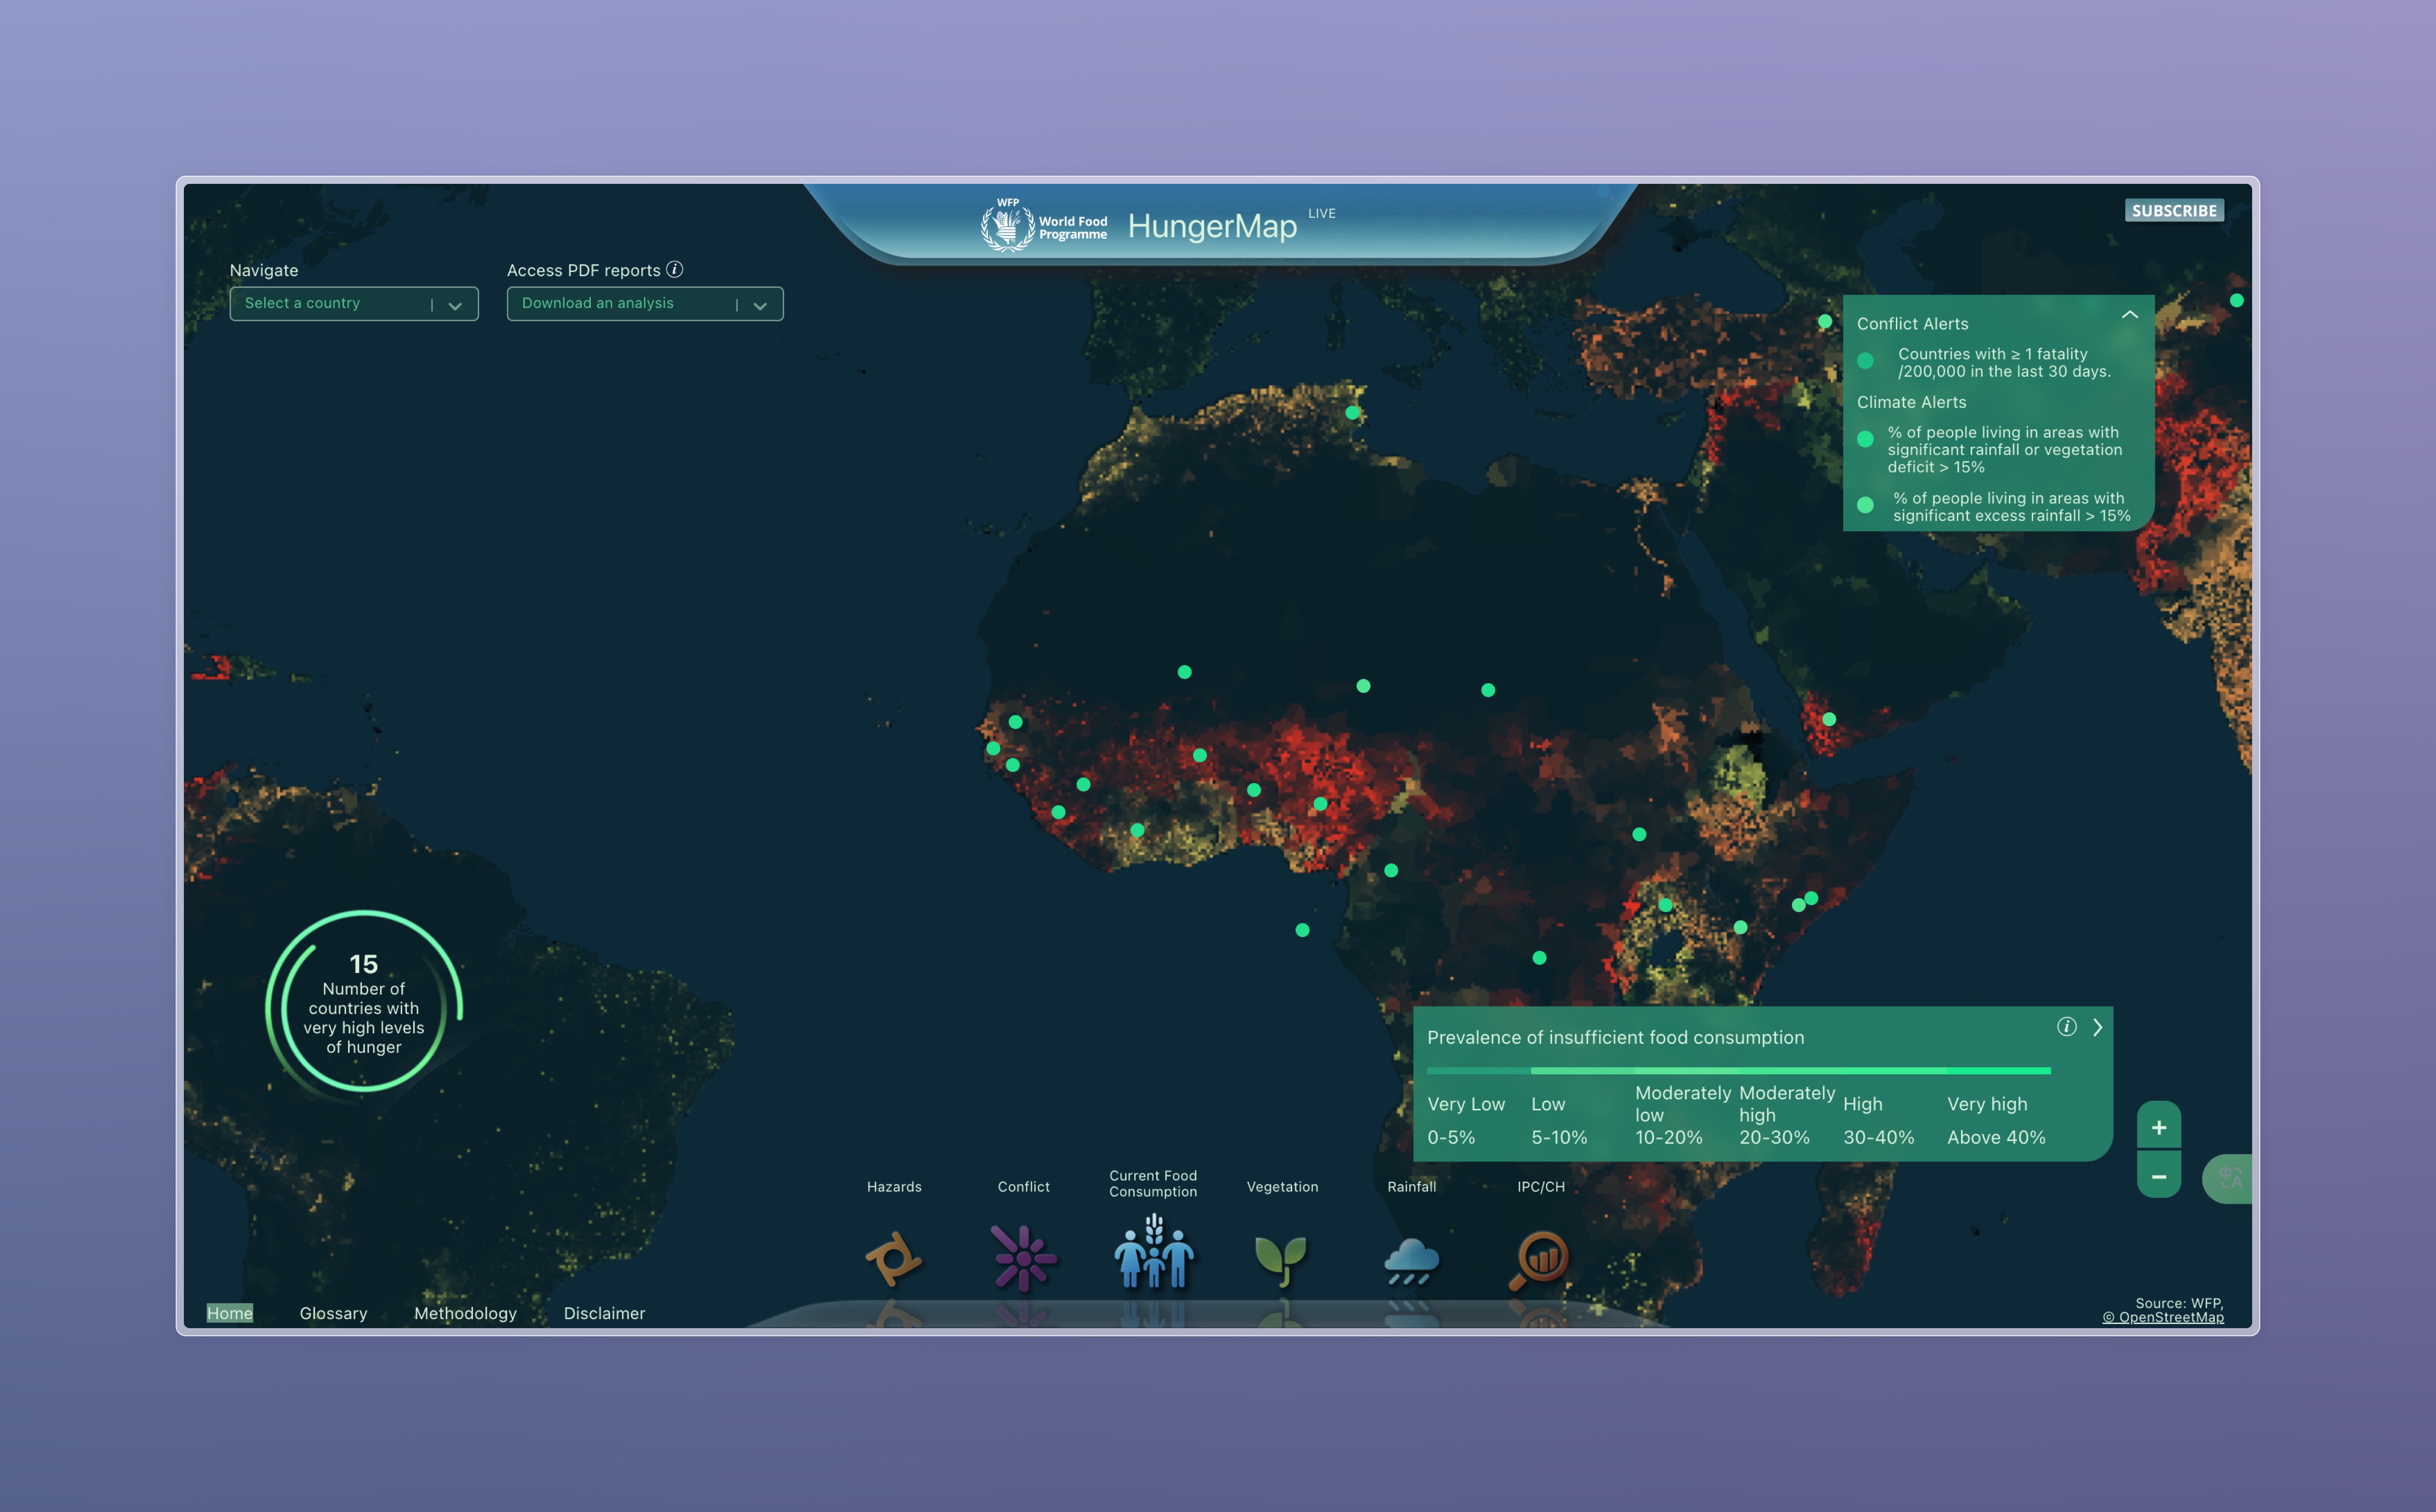 WFP
World Food
Programme
HungerMap
LIVE
SUBSCRIBE
Navigate
Select a country
Access PDF reports
Download an analysis
Conflict Alerts
Countries with ≥ 1 fatality
/200,000 in the last 30 days.
Climate Alerts
% of people living in areas with
significant rainfall or vegetation
deficit > 15%
% of people living in areas with
significant excess rainfall > 15%
15
Number of
countries with
very high levels
of hunger
Prevalence of insufficient food consumption
Very Low
0-5%
Low
5-10%
Moderately
low
10-20%
Moderately
high
20-30%
High
30-40%
Very high
Above 40%
+
−
Hazards
Conflict
Current Food
Consumption
Vegetation
Rainfall
IPC/CH
Home
Glossary
Methodology
Disclaimer
Source: WFP,
© OpenStreetMap